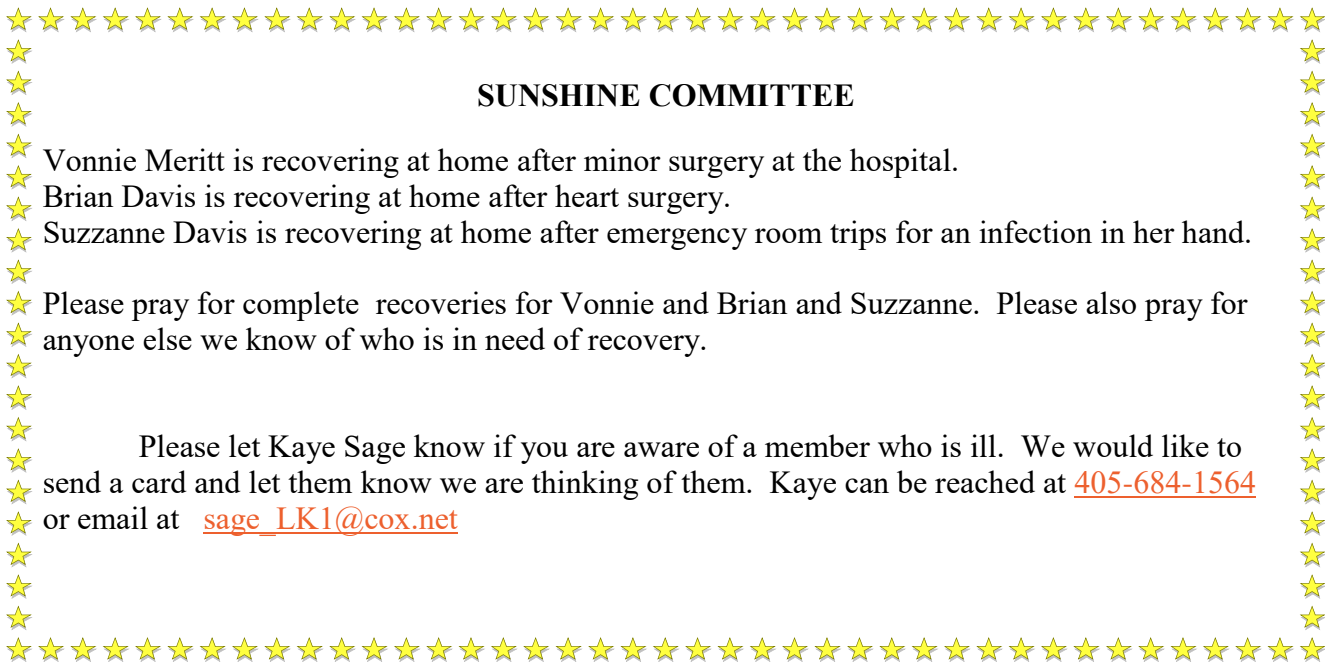 SUNSHINE COMMITTEE
Vonnie Meritt is recovering at home after minor surgery at the hospital.
Brian Davis is recovering at home after heart surgery.
Suzzanne Davis is recovering at home after emergency room trips for an infection in her hand.
Please pray for complete  recoveries for Vonnie and Brian and Suzzanne.  Please also pray for
anyone else we know of who is in need of recovery.
Please let Kaye Sage know if you are aware of a member who is ill.  We would like to
send a card and let them know we are thinking of them.  Kaye can be reached at 405-684-1564
or email at   sage_LK1@cox.net